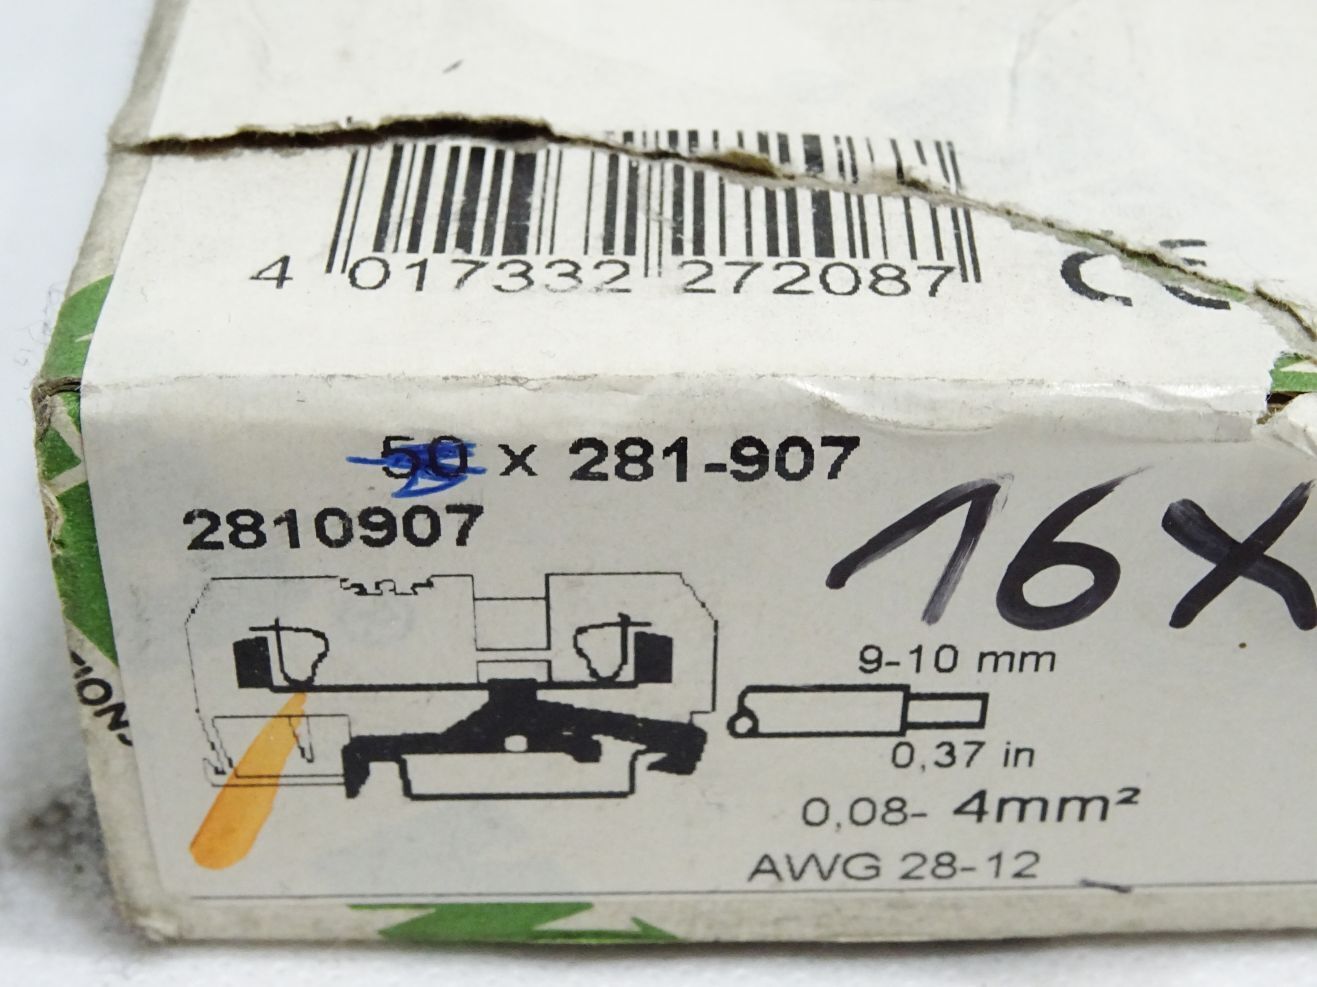 4 017332 272087 CE
50 x 281-907
2810907
16X
9-10 mm
0,37 in
0,08- 4mm²
AWG 28-12